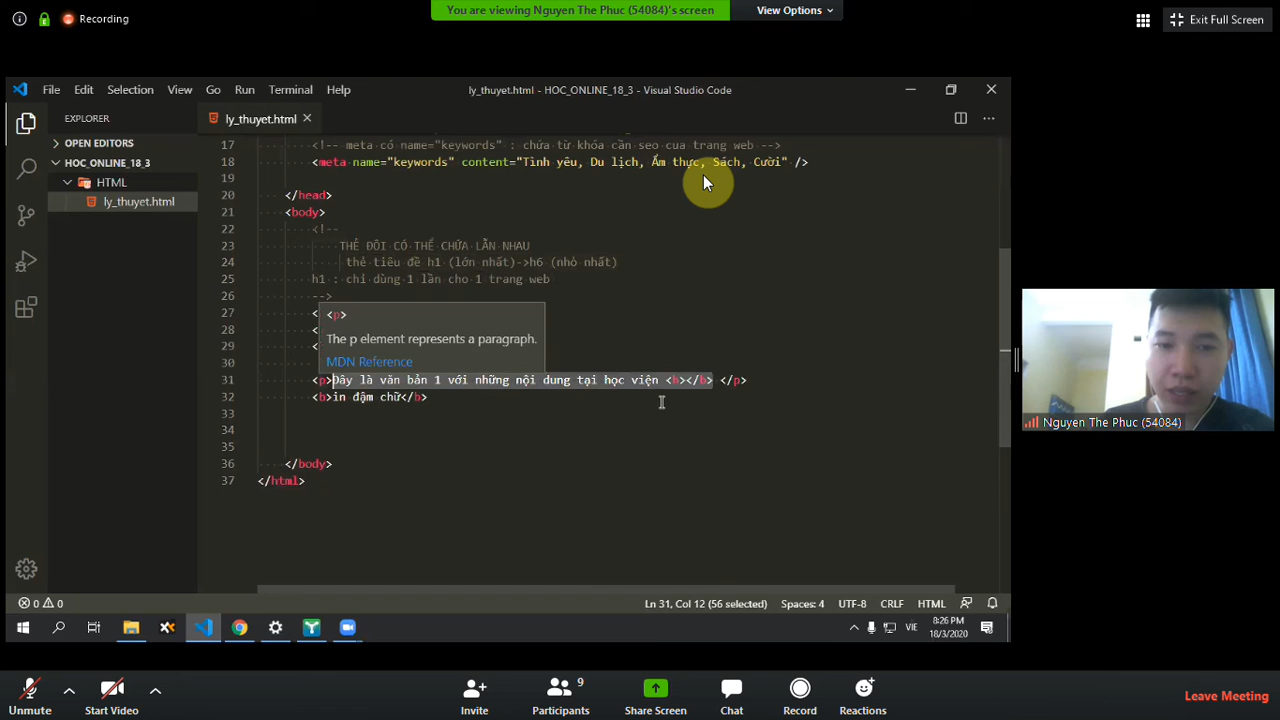 Recording
You are viewing Nguyen The Phuc (54084)'s screen
View Options
Exit Full Screen
File Edit Selection View Go Run Terminal Help
ly_thuyet.html - HOC_ONLINE_18_3 - Visual Studio Code
EXPLORER
OPEN EDITORS
HOC_ONLINE_18_3
HTML
ly_thuyet.html
ly_thuyet.html
17 <!-- meta có name="keywords" : chứa từ khóa cần seo cua trang web -->
18 <meta name="keywords" content="Tình yêu, Du lịch, Ẩm thực, Sách, Cười" />
19
20 </head>
21 <body>
22 <!--
23 THẺ ĐÔI CÓ THỂ CHỨA LẪN NHAU
24 thẻ tiêu đề h1 (lớn nhất)->h6 (nhỏ nhất)
25 h1 : chỉ dùng 1 lần cho 1 trang web
26 -->
27 <
28 <
29 <
30
<p>
The p element represents a paragraph.
MDN Reference
31 <p>Đây là văn bản 1 với những nội dung tại học viện <b></b> </p>
32 <b>in đậm chữ</b>
33
34
35
36 </body>
37 </html>
0 0
Ln 31, Col 12 (56 selected) Spaces: 4 UTF-8 CRLF HTML
VIE
8:26 PM
18/3/2020
Nguyen The Phuc (54084)
Unmute
Start Video
Invite
9
Participants
Share Screen
Chat
Record
Reactions
Leave Meeting